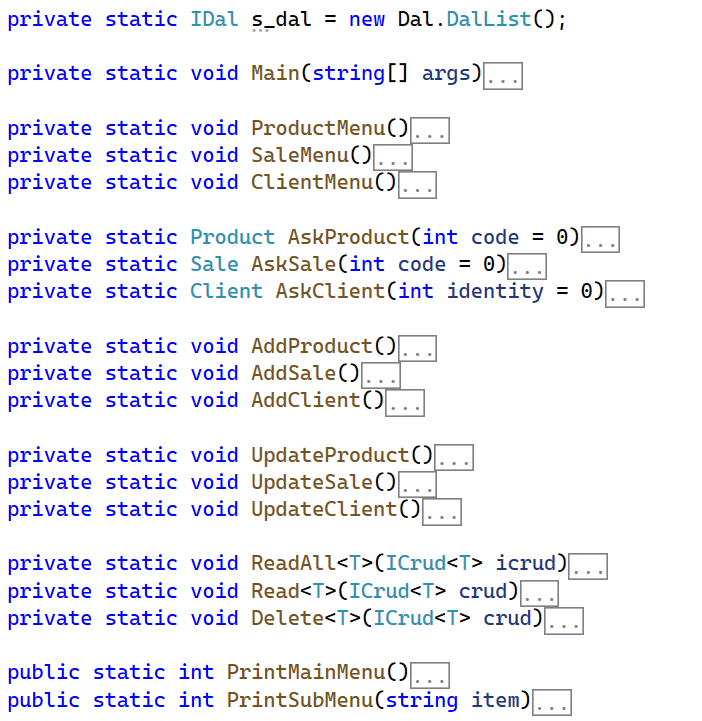 private static IDal s_dal = new Dal.DalList();
private static void Main(string[] args)...
private static void ProductMenu()...
private static void SaleMenu()...
private static void ClientMenu()...
private static Product AskProduct(int code = 0)...
private static Sale AskSale(int code = 0)...
private static Client AskClient(int identity = 0)...
private static void AddProduct()...
private static void AddSale()...
private static void AddClient()...
private static void UpdateProduct()...
private static void UpdateSale()...
private static void UpdateClient()...
private static void ReadAll<T>(ICrud<T> icrud)...
private static void Read<T>(ICrud<T> crud)...
private static void Delete<T>(ICrud<T> crud)...
public static int PrintMainMenu()...
public static int PrintSubMenu(string item)...